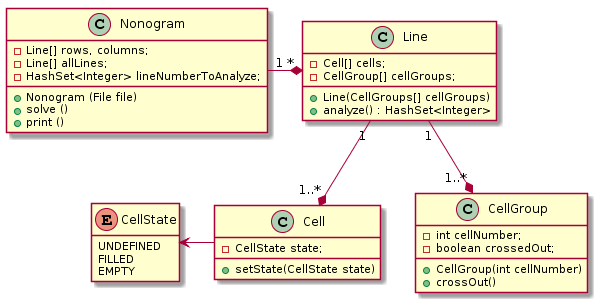 C Nonogram
Line[] rows, columns;
Line[] allLines;
HashSet<Integer> lineNumberToAnalyze;
Nonogram (File file)
solve ()
print ()
1 *
C Line
Cell[] cells;
CellGroup[] cellGroups;
Line(CellGroups[] cellGroups)
analyze() : HashSet<Integer>
1
1
1..*
1..*
E CellState
UNDEFINED
FILLED
EMPTY
C Cell
CellState state;
setState(CellState state)
C CellGroup
int cellNumber;
boolean crossedOut;
CellGroup(int cellNumber)
crossOut()